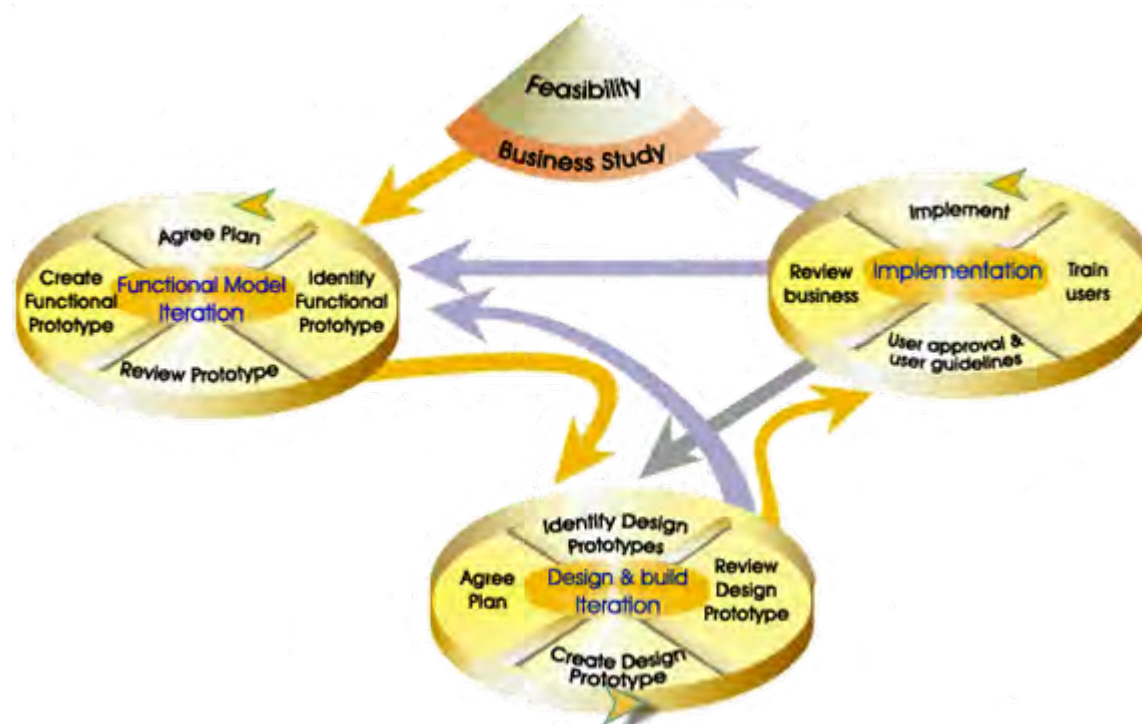 Feasibility
Business Study
Agree Plan
Create
Functional
Prototype
Functional Model
Iteration
Identify
Functional
Prototype
Review Prototype
Implement
Review
business
Implementation
Train
users
User approval &
user guidelines
Identify Design
Prototypes
Agree
Plan
Design & build
Iteration
Review
Design
Prototype
Create Design
Prototype